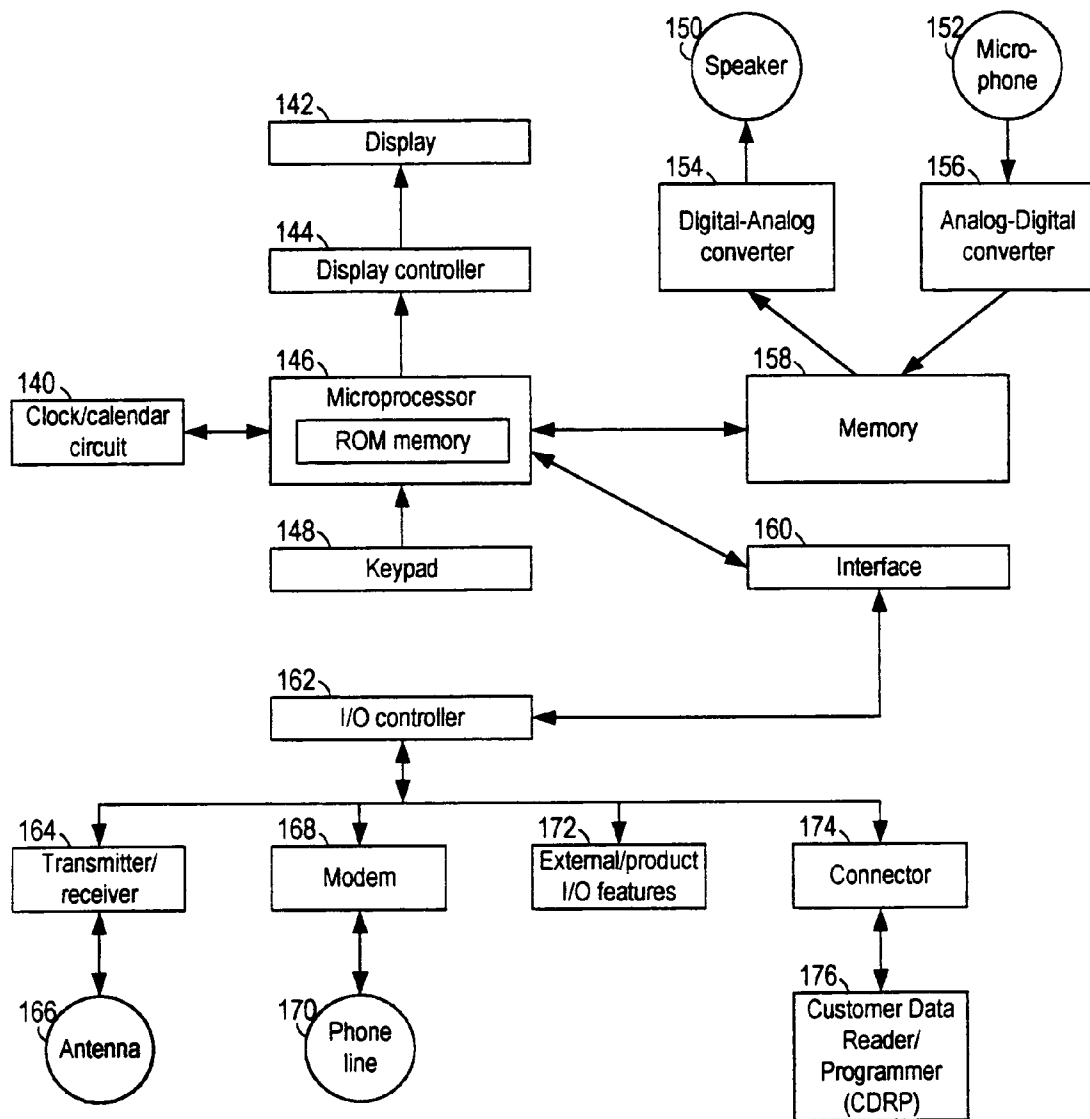 150
Speaker
152
Micro-
phone
142
Display
154
Digital-Analog
converter
156
Analog-Digital
converter
144
Display controller
146
Microprocessor
ROM memory
140
Clock/calendar
circuit
158
Memory
148
Keypad
160
Interface
162
I/O controller
164
Transmitter/
receiver
168
Modem
172
External/product
I/O features
174
Connector
166
Antenna
170
Phone
line
176
Customer Data
Reader/
Programmer
(CDRP)